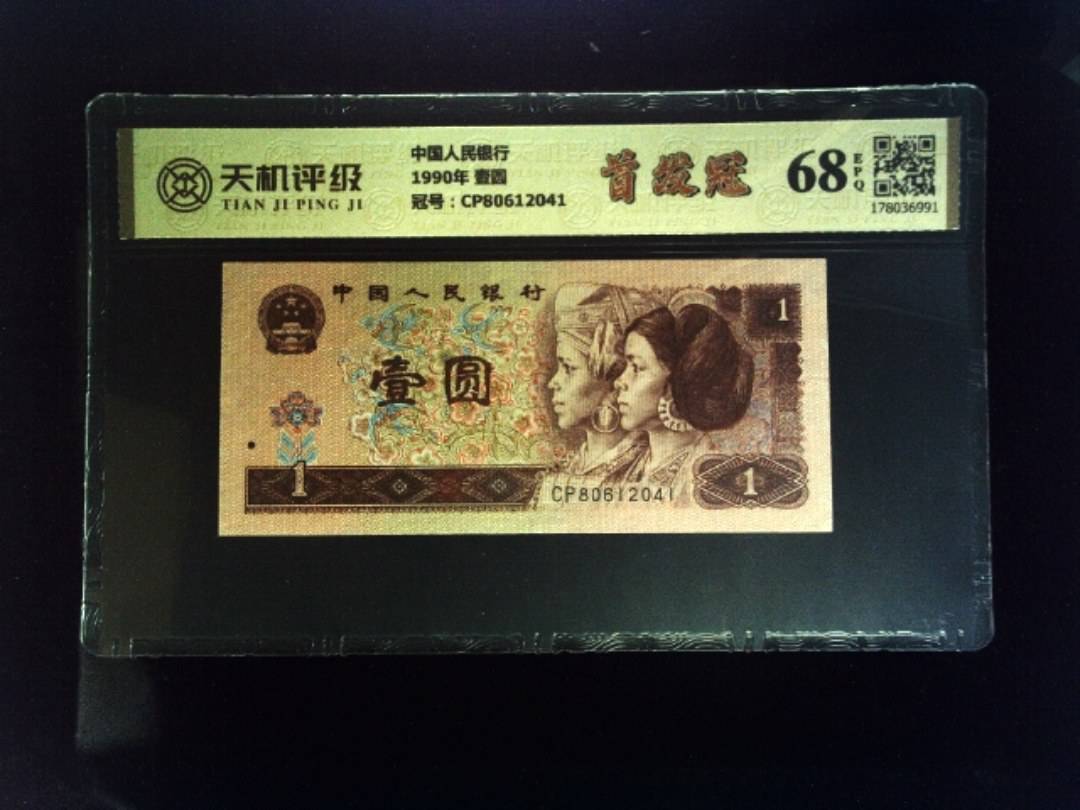 天机评级
TIAN JI PING JI
中国人民银行
1990年 壹圆
冠号：CP80612041
首发冠
68
EPQ
178036991
中国人民银行
1
壹圆
1
CP80612041
1